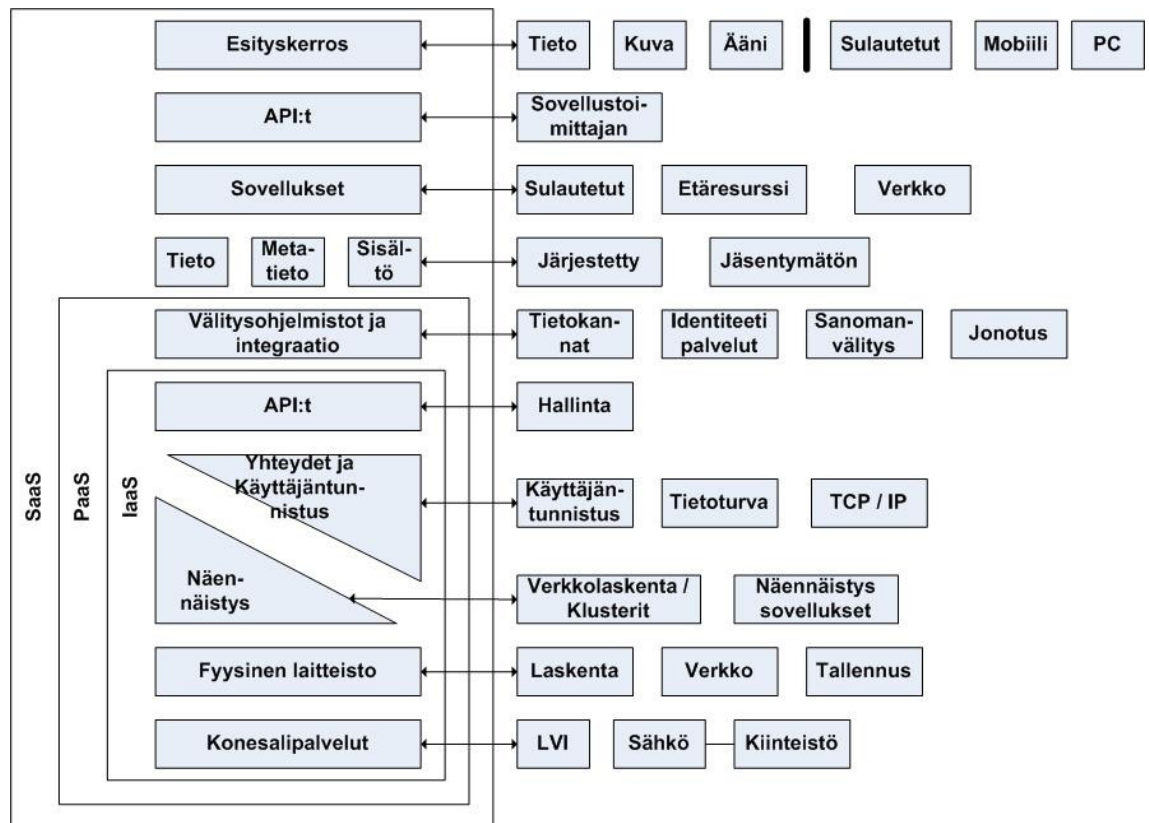 Esityskerros
Tieto
Kuva
Ääni
Sulautetut
Mobiili
PC
API:t
Sovellustoi-
mittajan
Sovellukset
Sulautetut
Etäresurssi
Verkko
Tieto
Meta-
tieto
Sisäl-
tö
Järjestetty
Jäsentymätön
Välitysohjelmistot ja
integraatio
Tietokan-
nat
Identiteeti
palvelut
Sanoman-
välitys
Jonotus
API:t
Hallinta
SaaS
PaaS
IaaS
Yhteydet ja
Käyttäjäntun-
nistus
Käyttäjän-
tunnistus
Tietoturva
TCP / IP
Näen-
näistys
Verkkolaskenta /
Klusterit
Näennäistys
sovellukset
Fyysinen laitteisto
Laskenta
Verkko
Tallennus
Konesalipalvelut
LVI
Sähkö
Kiinteistö